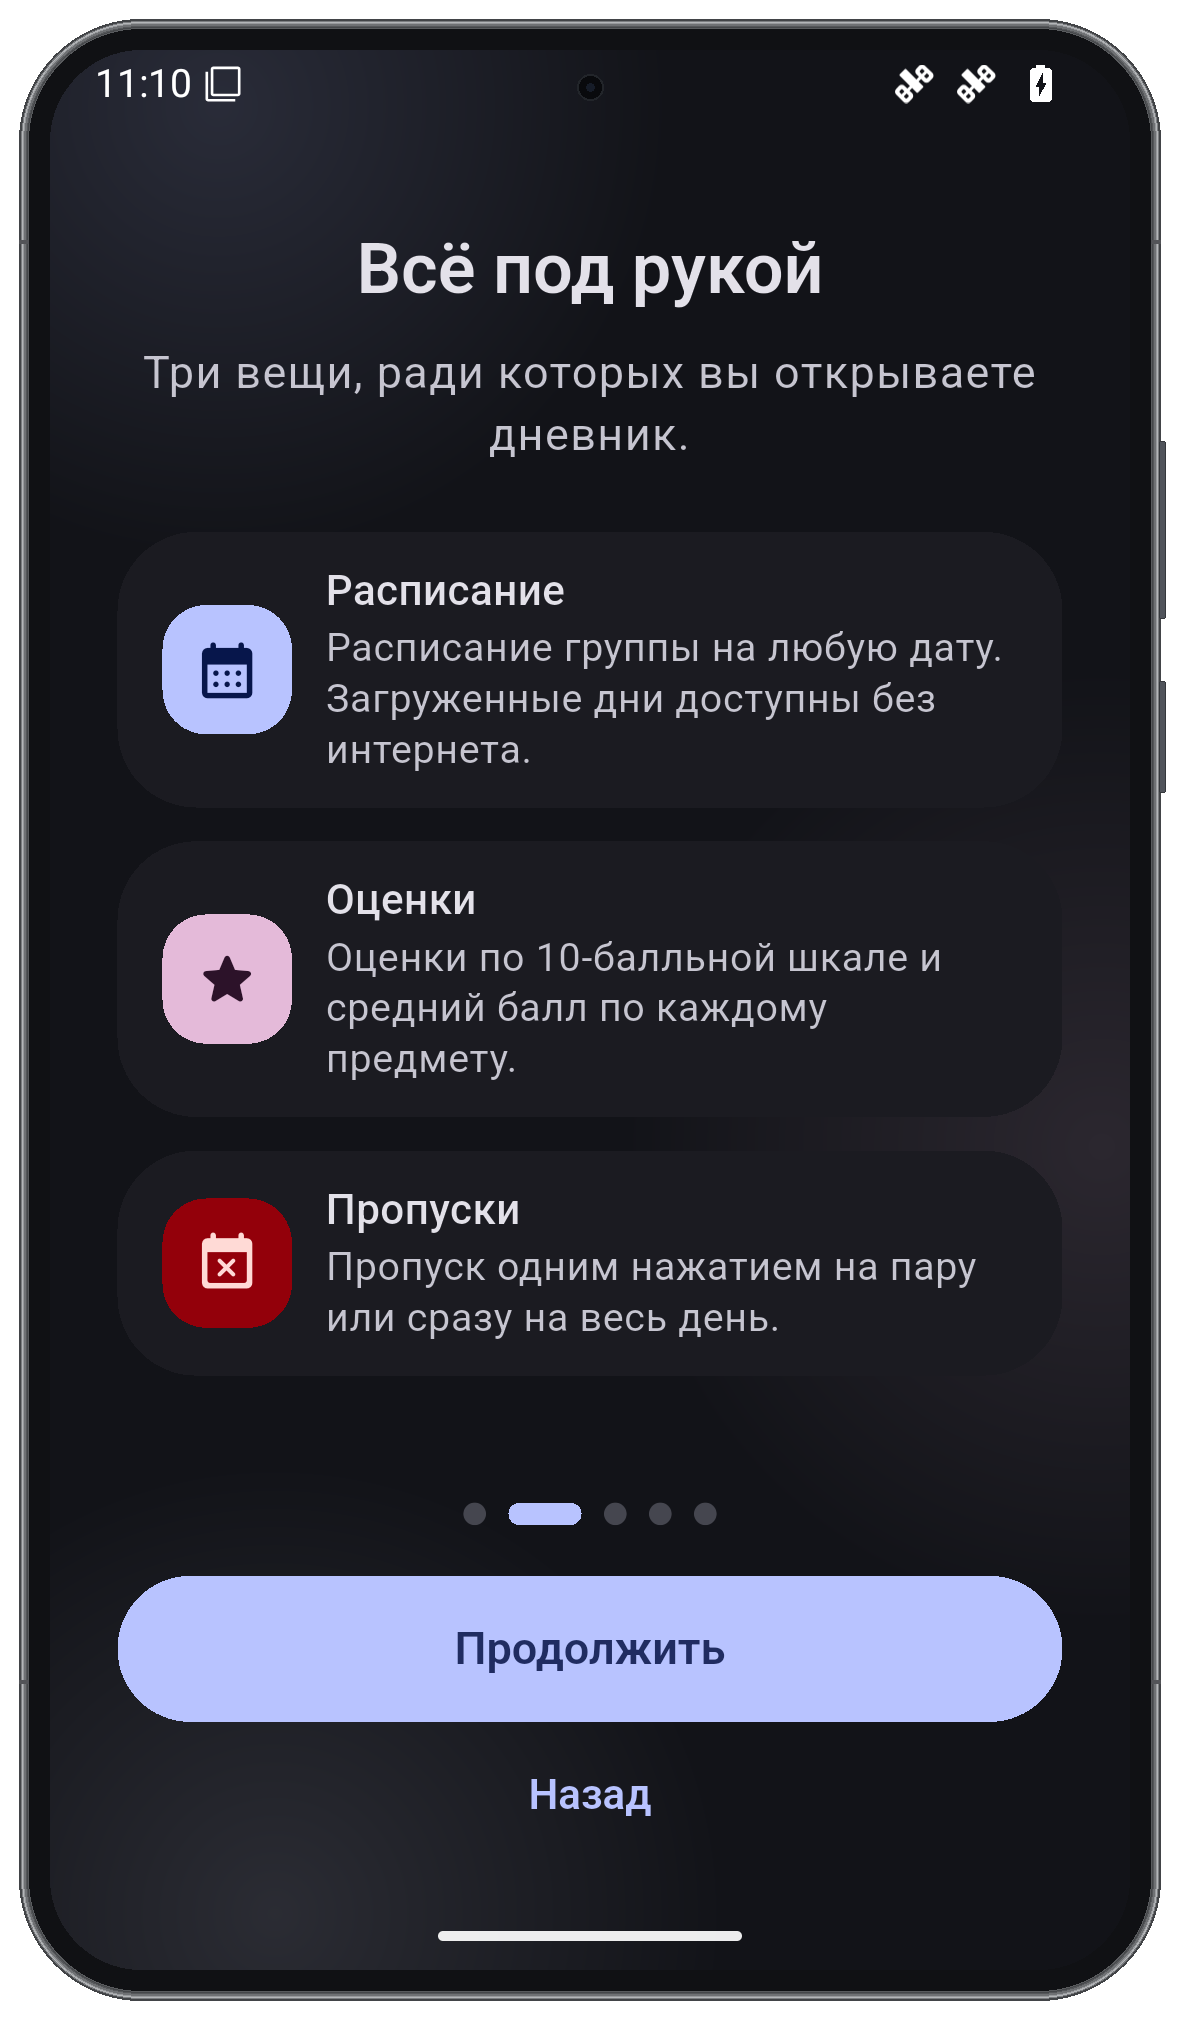 11:10
Всё под рукой
Три вещи, ради которых вы открываете
дневник.
Расписание
Расписание группы на любую дату.
Загруженные дни доступны без
интернета.
Оценки
Оценки по 10-балльной шкале и
средний балл по каждому
предмету.
Пропуски
Пропуск одним нажатием на пару
или сразу на весь день.
Продолжить
Назад